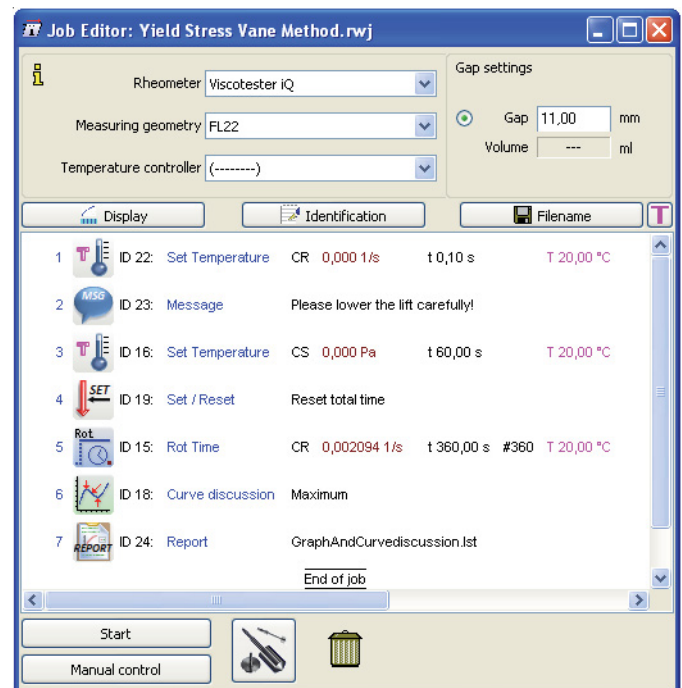 Job Editor: Yield Stress Vane Method.rwj
Rheometer Viscotester iQ
Measuring geometry FL22
Temperature controller (--------)
Gap settings
Gap 11,00 mm
Volume --- ml
Display Identification Filename T
1 T ID 22: Set Temperature CR 0,000 1/s t 0,10 s T 20,00 °C
2 MSG ID 23: Message Please lower the lift carefully!
3 T ID 16: Set Temperature CS 0,000 Pa t 60,00 s T 20,00 °C
4 SET ID 19: Set / Reset Reset total time
5 Rot ID 15: Rot Time CR 0,002094 1/s t 360,00 s #360 T 20,00 °C
6 ID 18: Curve discussion Maximum
7 REPORT ID 24: Report GraphAndCurvediscussion.lst
End of job
Start
Manual control